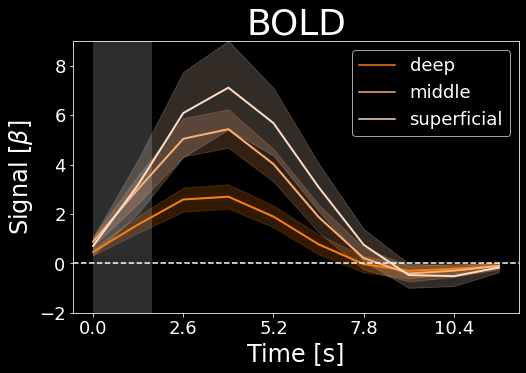 BOLD
Signal [β]
8
6
4
2
0
−2
deep
middle
superficial
0.0 2.6 5.2 7.8 10.4
Time [s]